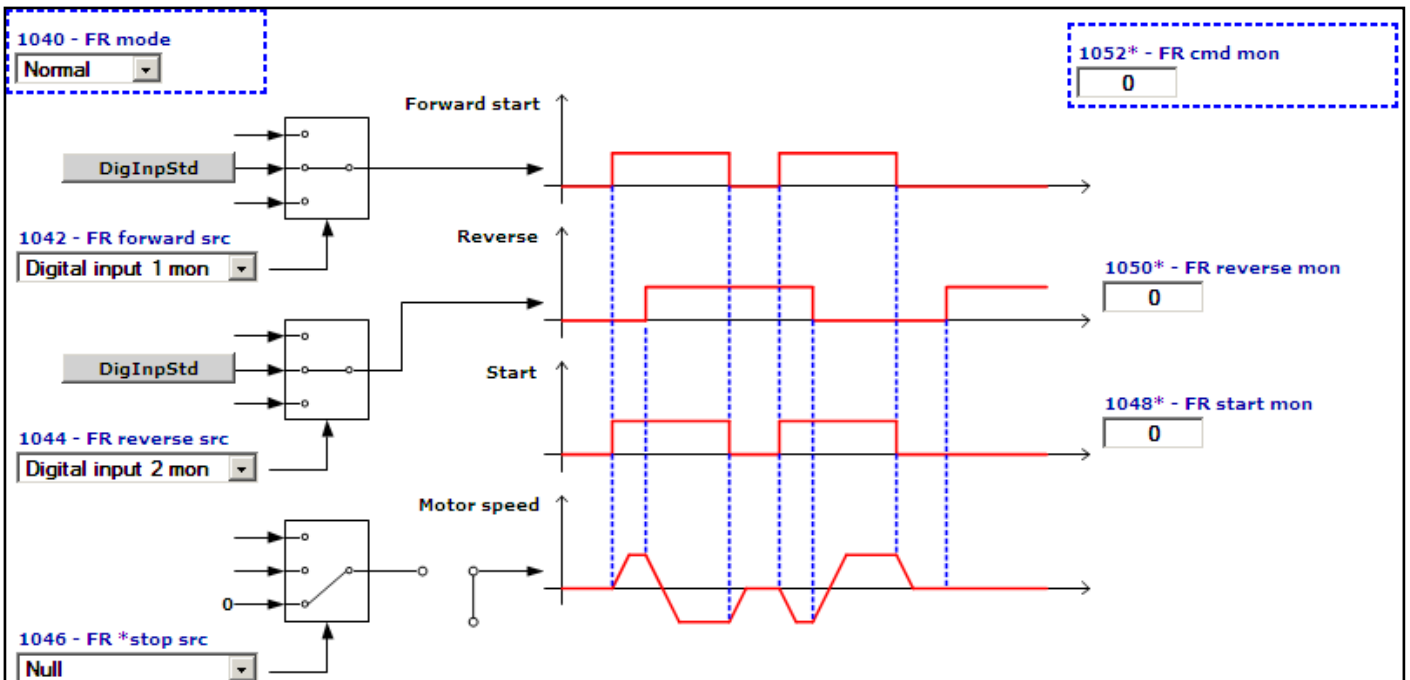 1040 - FR mode
Normal
1052* - FR cmd mon
0
Forward start
DigInpStd
1042 - FR forward src
Digital input 1 mon
Reverse
1050* - FR reverse mon
0
DigInpStd
Start
1048* - FR start mon
0
1044 - FR reverse src
Digital input 2 mon
Motor speed
0
1046 - FR *stop src
Null